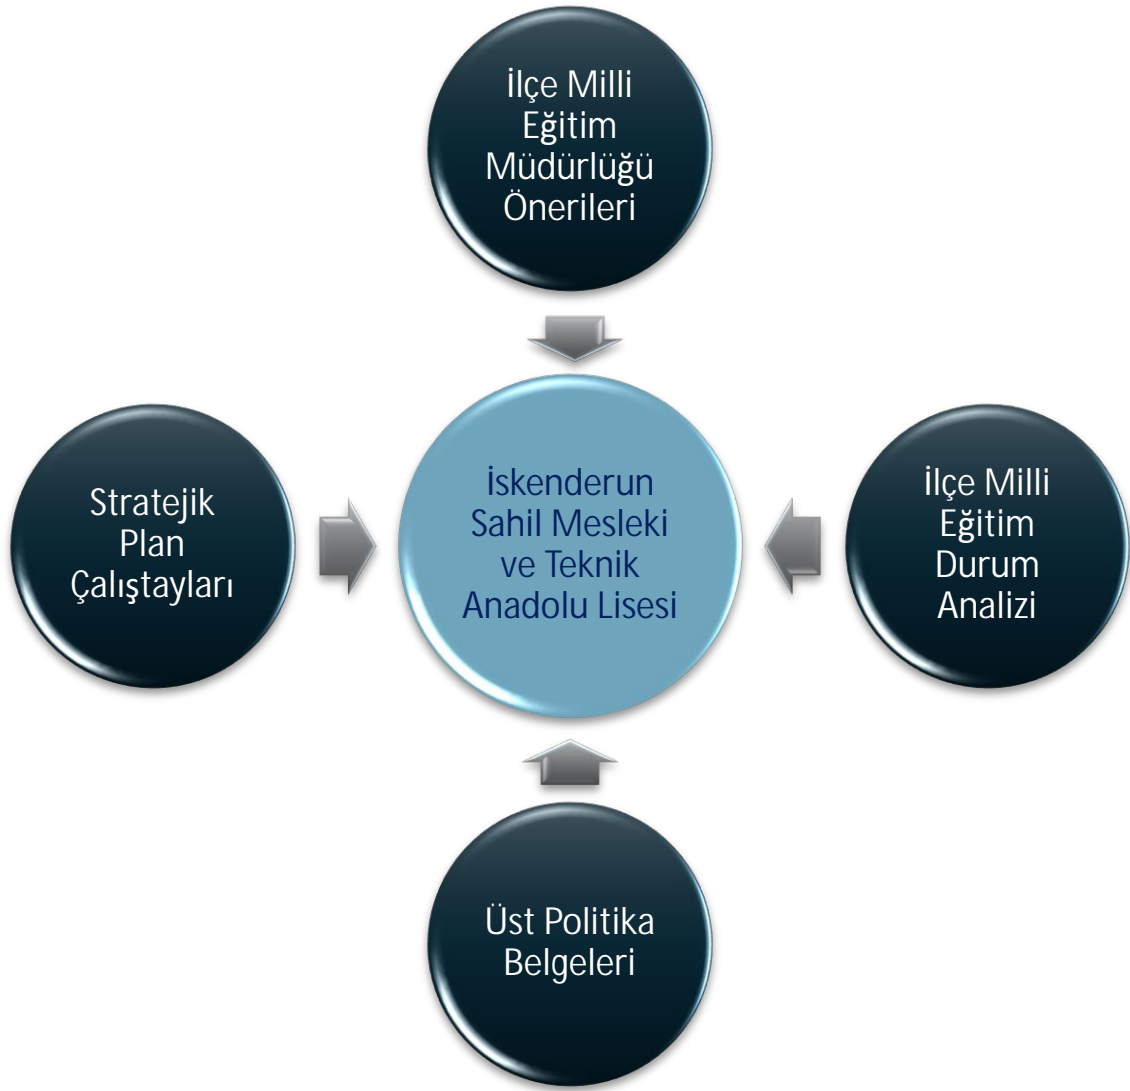 İlçe Milli
Eğitim
Müdürlüğü
Önerileri
Stratejik
Plan
Çalıştayları
İskenderun
Sahil Mesleki
ve Teknik
Anadolu Lisesi
İlçe Milli
Eğitim
Durum
Analizi
Üst Politika
Belgeleri